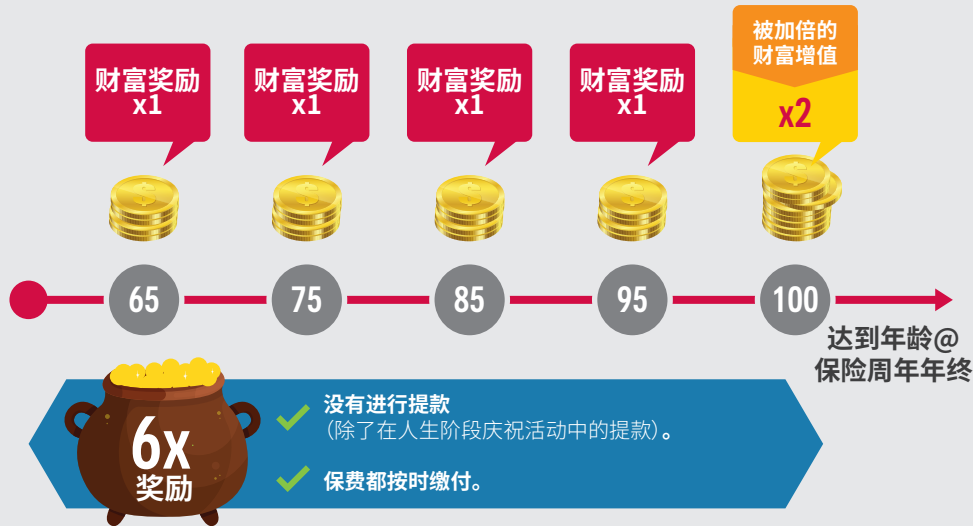 财富奖励
x1
财富奖励
x1
财富奖励
x1
财富奖励
x1
被加倍的
财富增值
x2
65
75
85
95
100
达到年龄@
保险周年年终
6x
奖励
没有进行提款
（除了在人生阶段庆祝活动中的提款）。
保费都按时缴付。